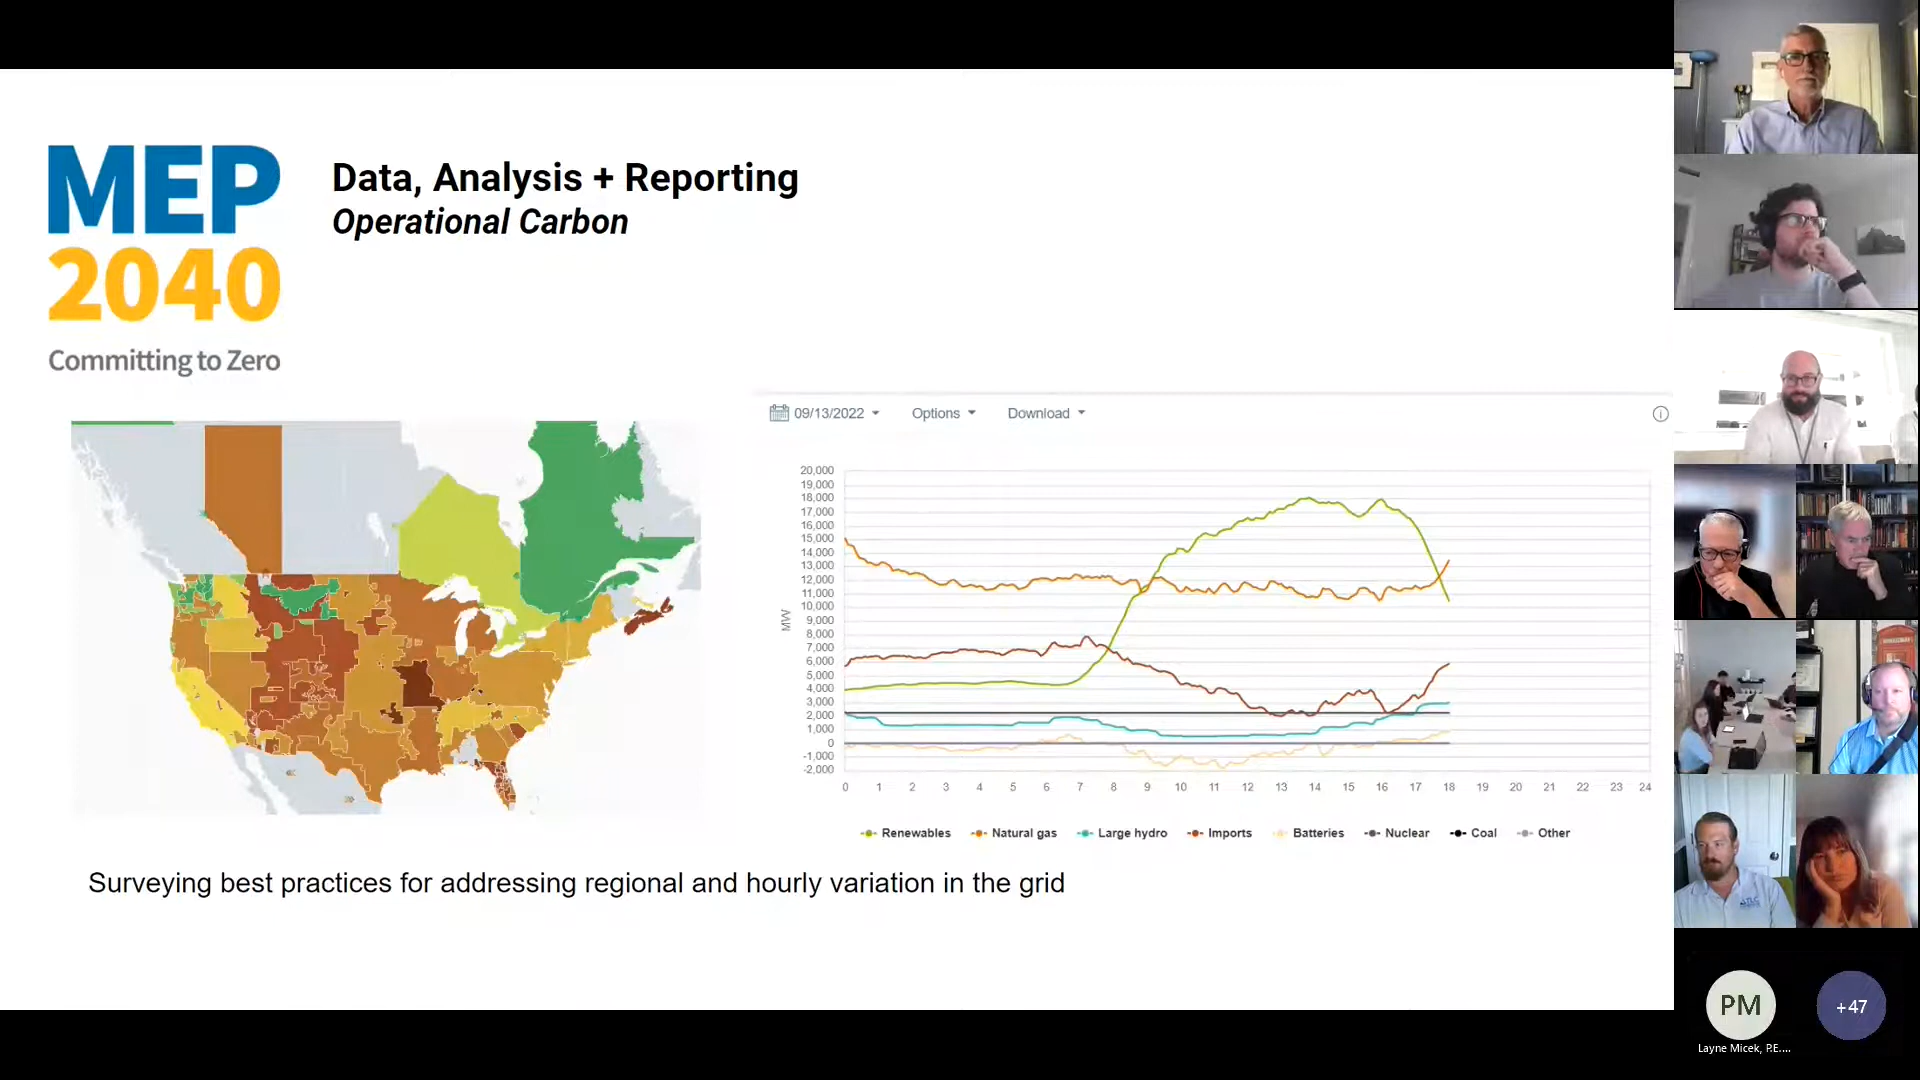 MEP
2040
Committing to Zero
Data, Analysis + Reporting
Operational Carbon
09/13/2022 Options Download
20,000
19,000
18,000
17,000
16,000
15,000
14,000
13,000
12,000
11,000
10,000
9,000
8,000
7,000
6,000
5,000
4,000
3,000
2,000
1,000
0
-1,000
-2,000
MW
0 1 2 3 4 5 6 7 8 9 10 11 12 13 14 15 16 17 18 19 20 21 22 23 24
Renewables Natural gas Large hydro Imports Batteries Nuclear Coal Other
Surveying best practices for addressing regional and hourly variation in the grid
TLC
PM
+47
Layne Micek, P.E....